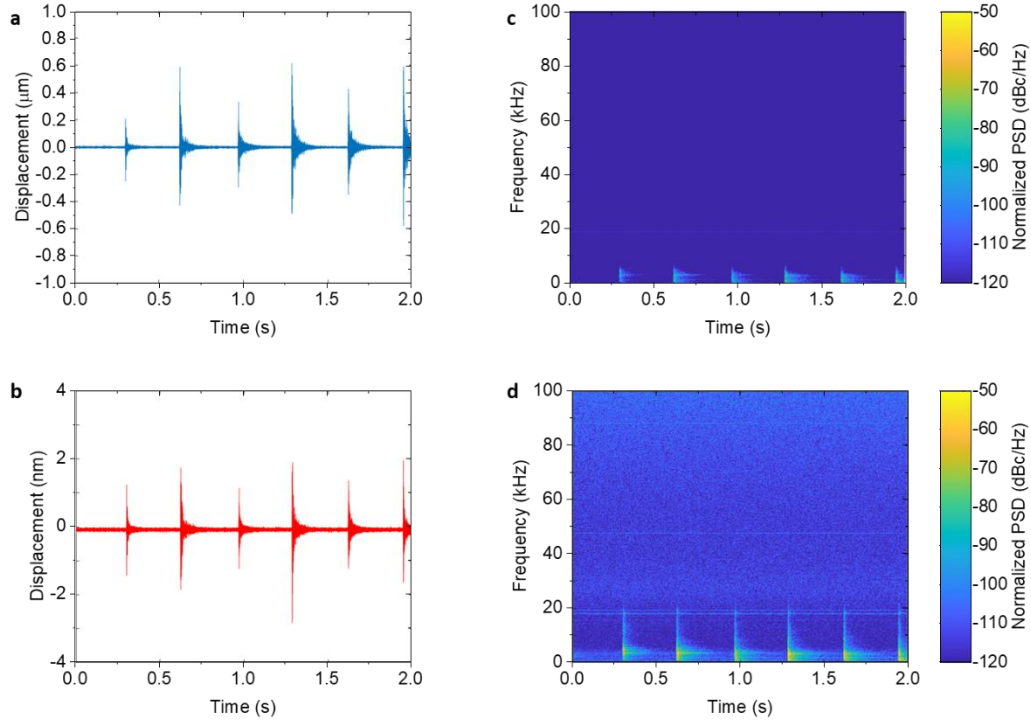 a
1.0
0.8
0.6
0.4
0.2
0.0
-0.2
-0.4
-0.6
-0.8
-1.0
Displacement (μm)
0.0 0.5 1.0 1.5 2.0
Time (s)
c
100
80
60
40
20
0
Frequency (kHz)
0.0 0.5 1.0 1.5 2.0
Time (s)
-50
-60
-70
-80
-90
-100
-110
-120
Normalized PSD (dBc/Hz)
b
4
2
0
-2
-4
Displacement (nm)
0.0 0.5 1.0 1.5 2.0
Time (s)
d
100
80
60
40
20
0
Frequency (kHz)
0.0 0.5 1.0 1.5 2.0
Time (s)
-50
-60
-70
-80
-90
-100
-110
-120
Normalized PSD (dBc/Hz)